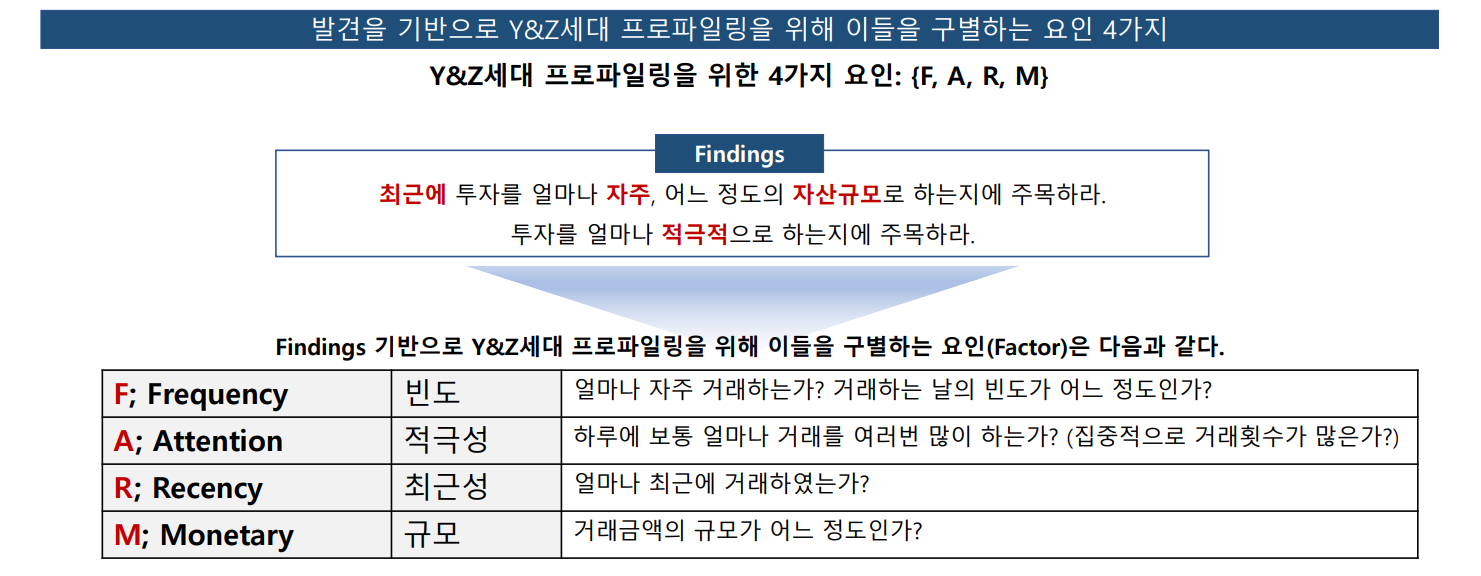 발견을 기반으로 Y&Z세대 프로파일링을 위해 이들을 구별하는 요인 4가지
Y&Z세대 프로파일링을 위한 4가지 요인: {F, A, R, M}
Findings
최근에 투자를 얼마나 자주, 어느 정도의 자산규모로 하는지에 주목하라.
투자를 얼마나 적극적으로 하는지에 주목하라.
Findings 기반으로 Y&Z세대 프로파일링을 위해 이들을 구별하는 요인(Factor)은 다음과 같다.
F; Frequency 빈도 얼마나 자주 거래하는가? 거래하는 날의 빈도가 어느 정도인가?
A; Attention 적극성 하루에 보통 얼마나 거래를 여러번 많이 하는가? (집중적으로 거래횟수가 많은가?)
R; Recency 최근성 얼마나 최근에 거래하였는가?
M; Monetary 규모 거래금액의 규모가 어느 정도인가?